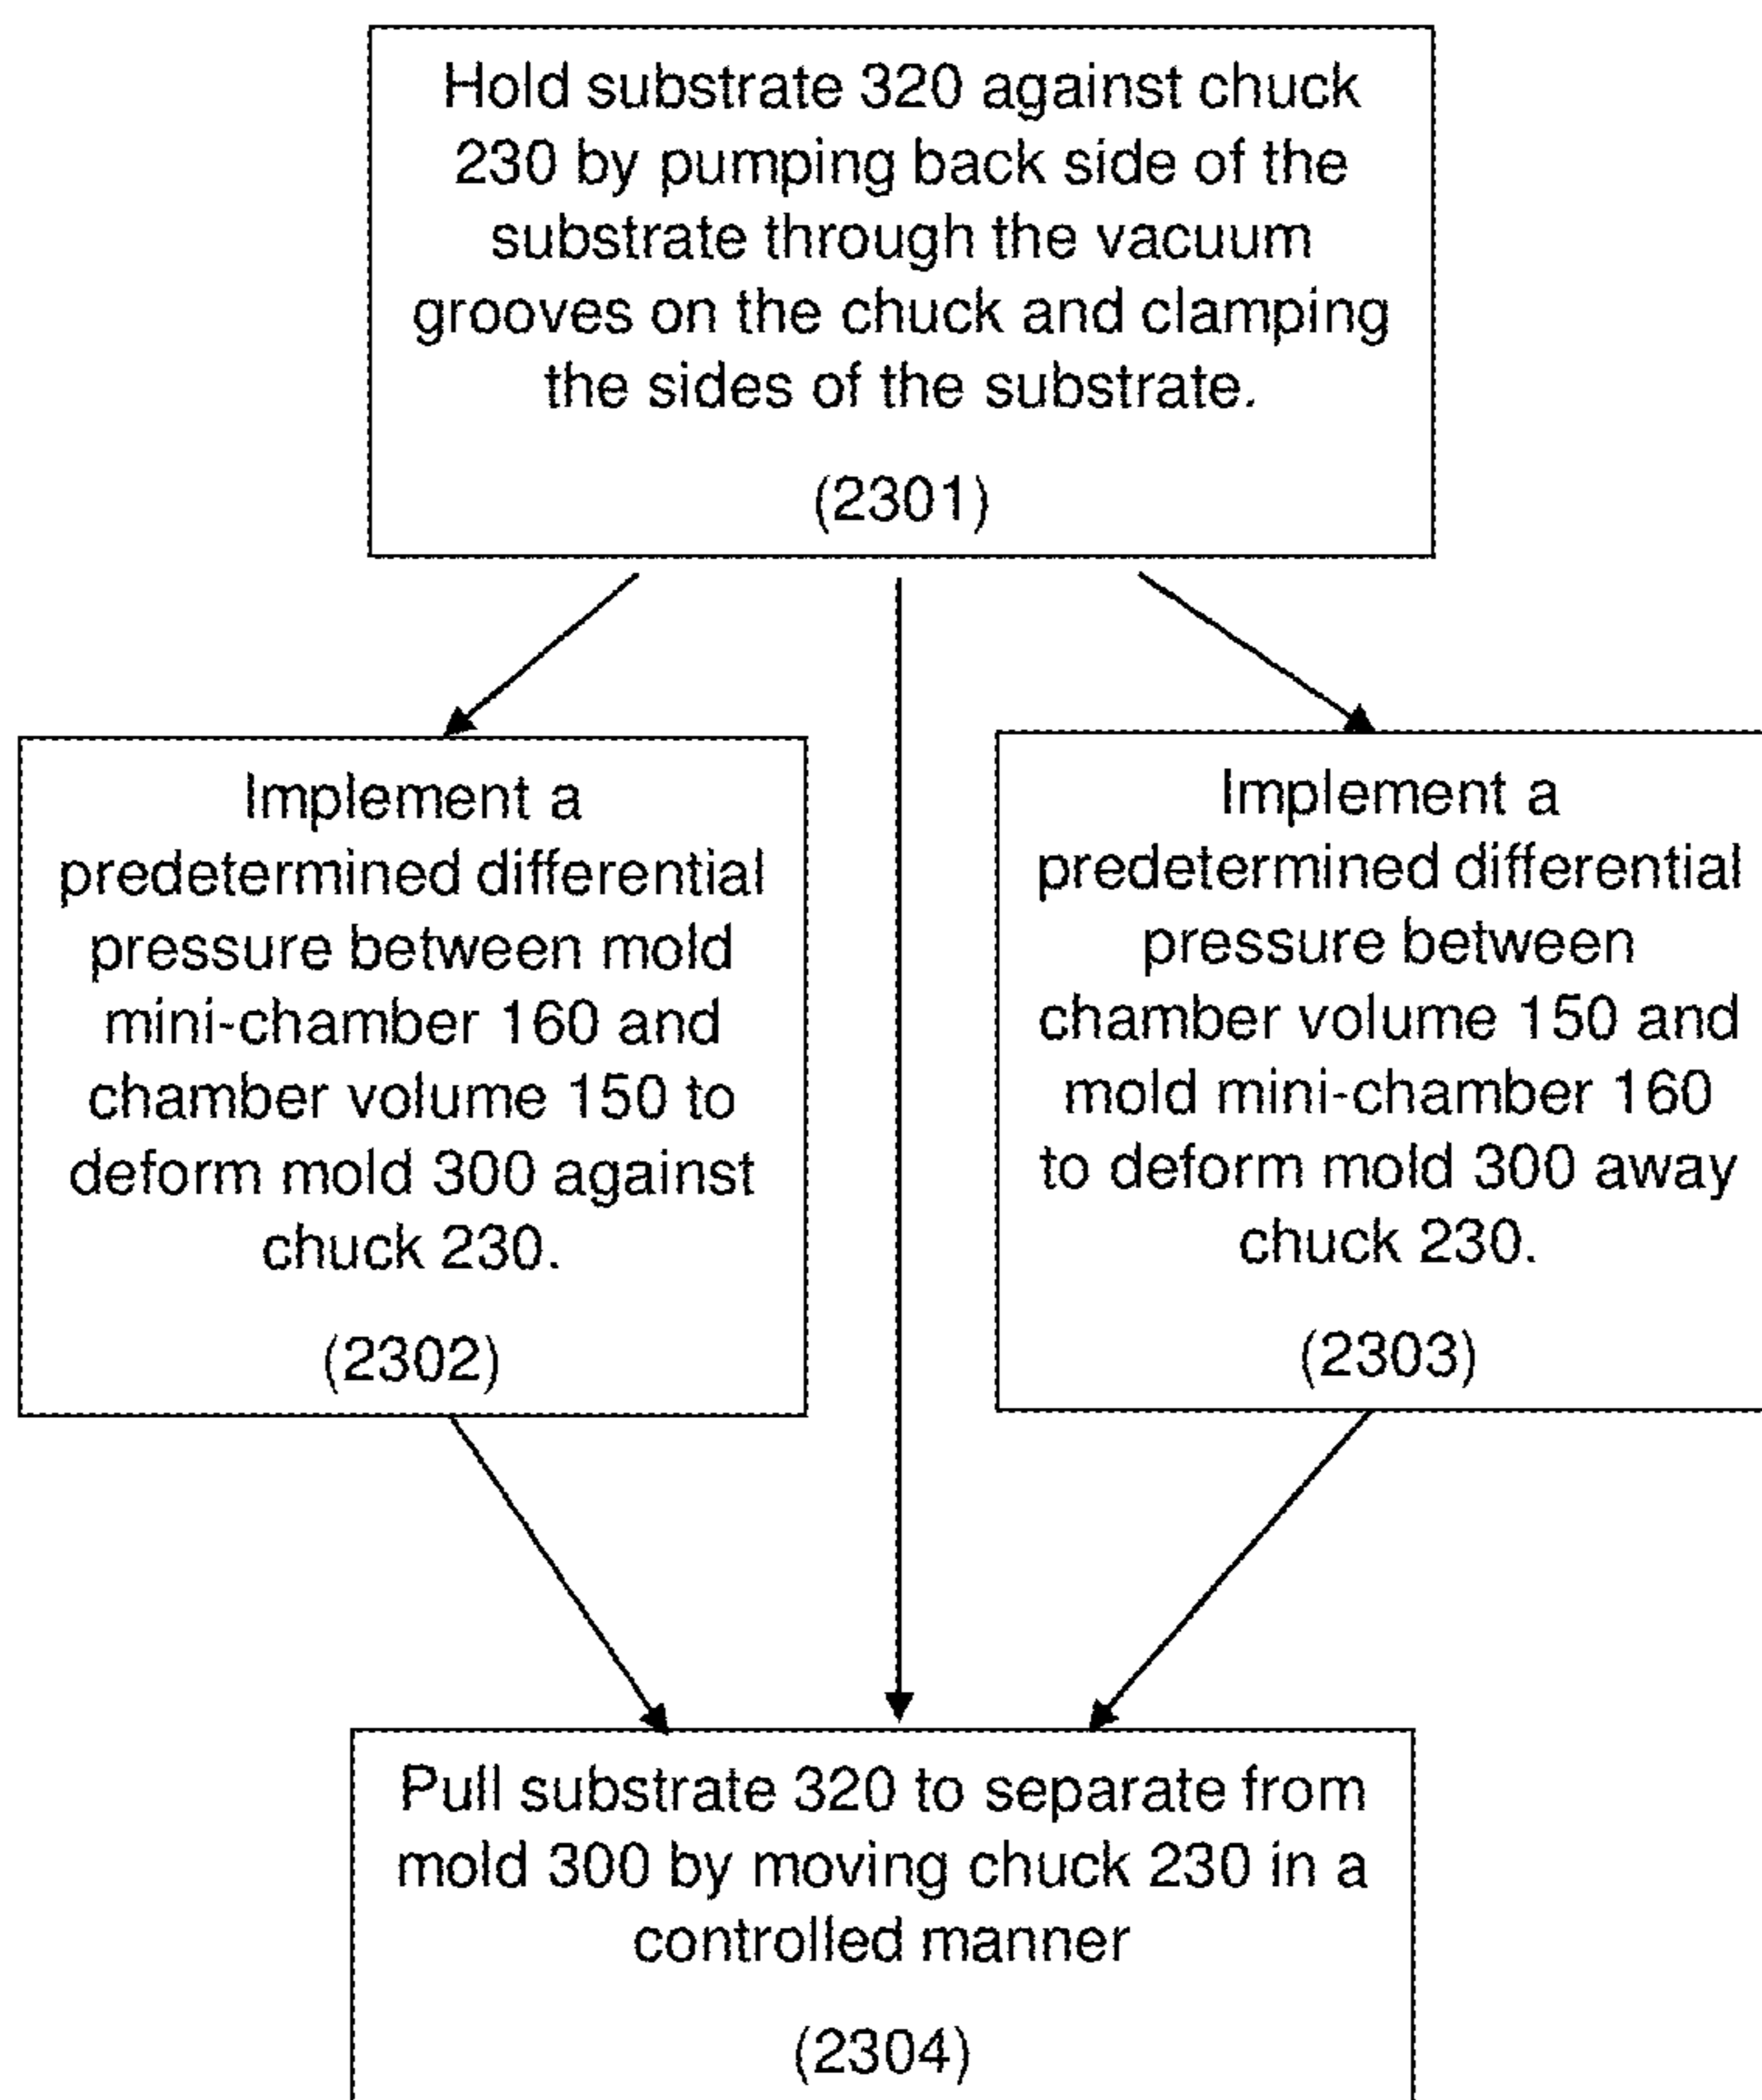 Hold substrate 320 against chuck
230 by pumping back side of the
substrate through the vacuum
grooves on the chuck and clamping
the sides of the substrate.
(2301)
Implement a
predetermined differential
pressure between mold
mini-chamber 160 and
chamber volume 150 to
deform mold 300 against
chuck 230.
(2302)
Implement a
predetermined differential
pressure between
chamber volume 150 and
mold mini-chamber 160
to deform mold 300 away
chuck 230.
(2303)
Pull substrate 320 to separate from
mold 300 by moving chuck 230 in a
controlled manner
(2304)